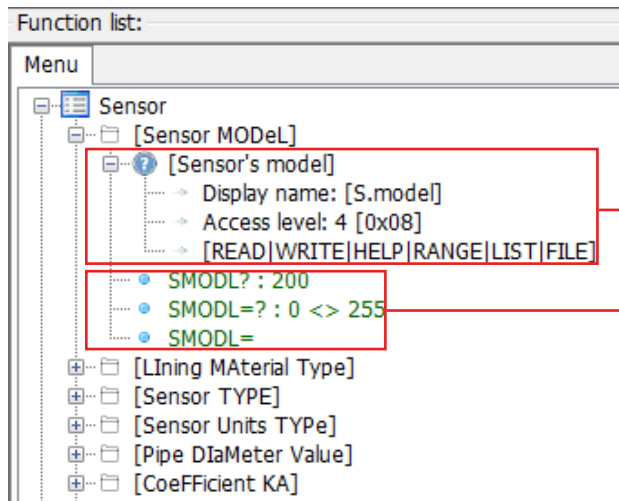 Function list:
Menu
Sensor
[Sensor MODeL]
[Sensor's model]
Display name: [S.model]
Access level: 4 [0x08]
[READ|WRITE|HELP|RANGE|LIST|FILE]
SMODL? : 200
SMODL=? : 0 <> 255
SMODL=
[LIning MAterial Type]
[Sensor TYPE]
[Sensor Units TYPe]
[Pipe DIaMeter Value]
[CoeFFicient KA]